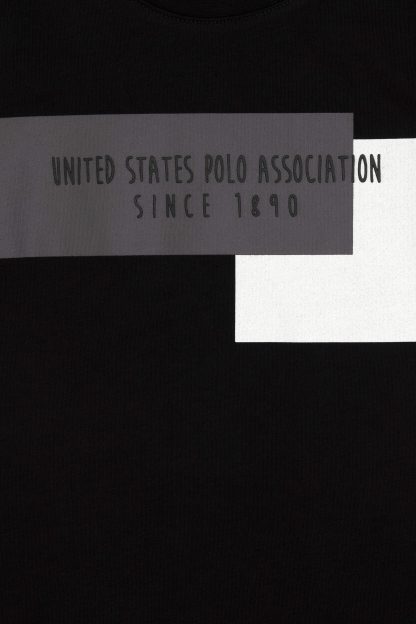 UNITED STATES POLO ASSOCIATION
SINCE 1890